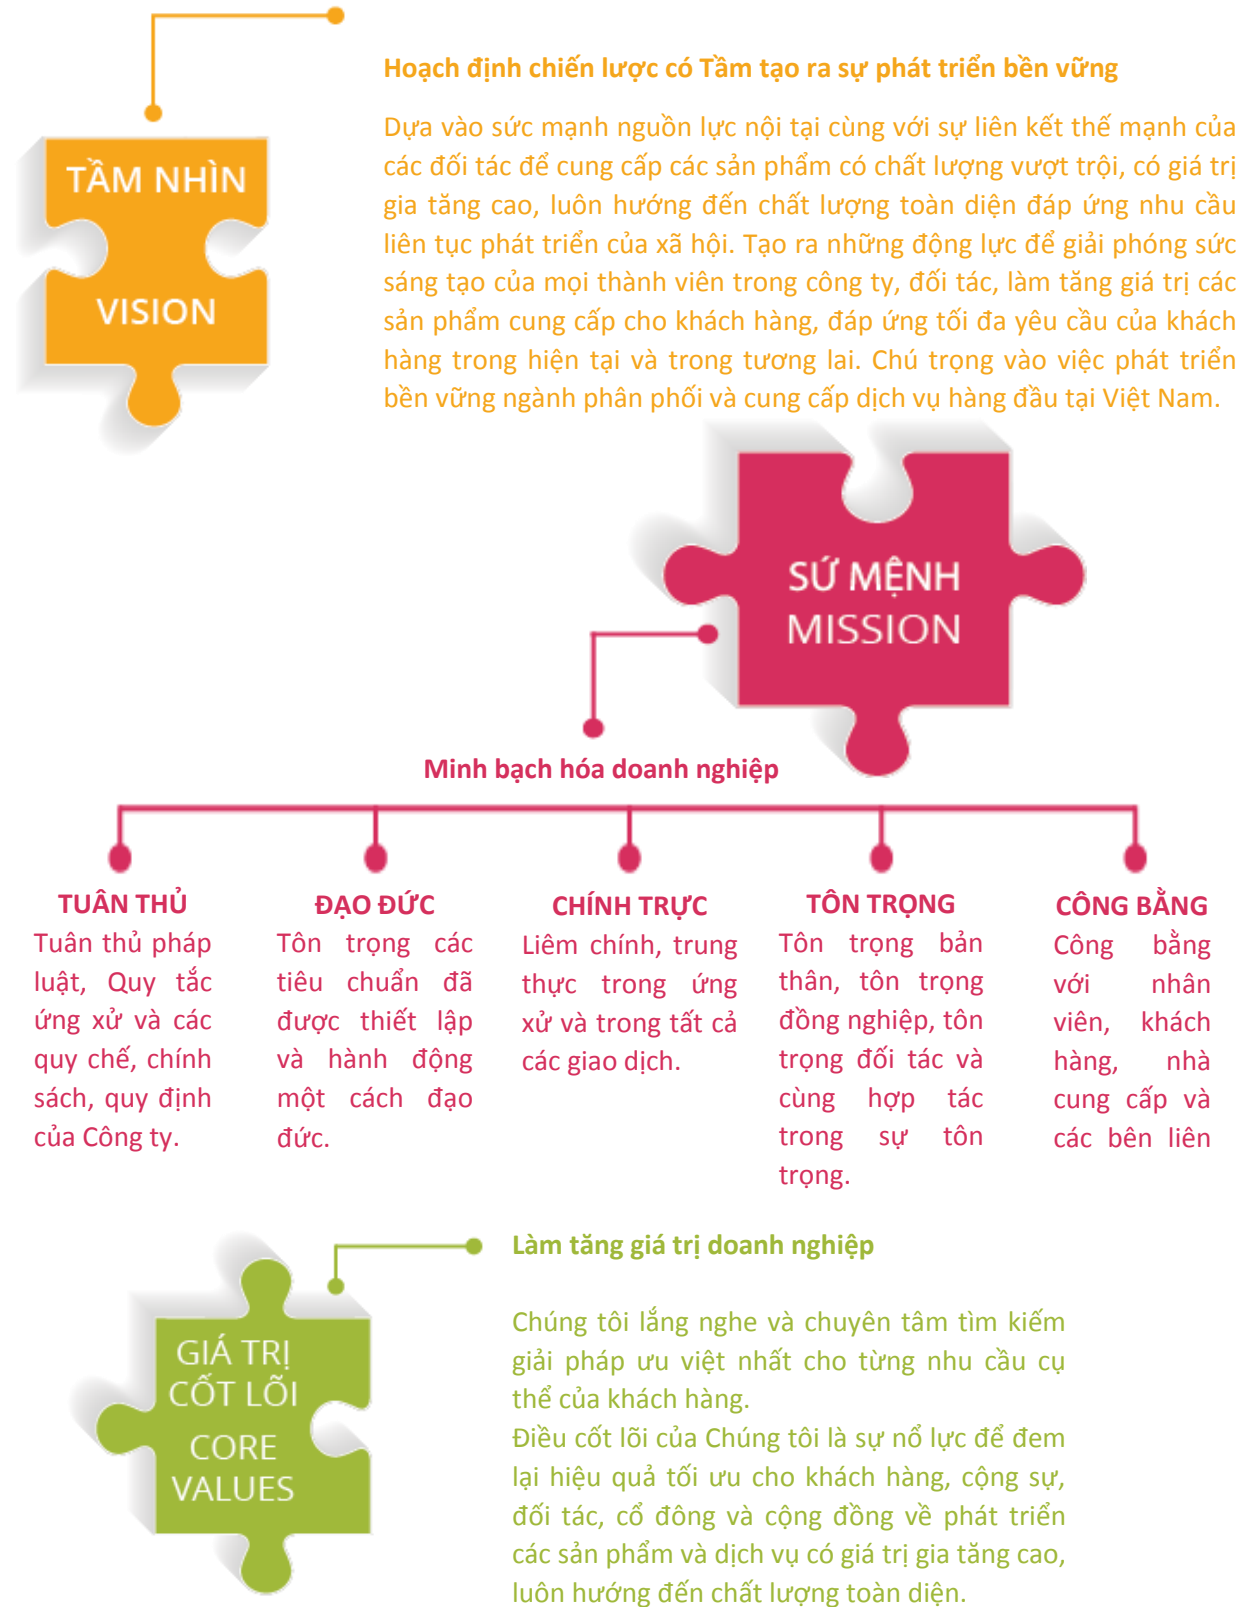 TẦM NHÌN
VISION
Hoạch định chiến lược có Tầm tạo ra sự phát triển bền vững
Dựa vào sức mạnh nguồn lực nội tại cùng với sự liên kết thế mạnh của
các đối tác để cung cấp các sản phẩm có chất lượng vượt trội, có giá trị
gia tăng cao, luôn hướng đến chất lượng toàn diện đáp ứng nhu cầu
liên tục phát triển của xã hội. Tạo ra những động lực để giải phóng sức
sáng tạo của mọi thành viên trong công ty, đối tác, làm tăng giá trị các
sản phẩm cung cấp cho khách hàng, đáp ứng tối đa yêu cầu của khách
hàng trong hiện tại và trong tương lai. Chú trọng vào việc phát triển
bền vững ngành phân phối và cung cấp dịch vụ hàng đầu tại Việt Nam.
SỨ MỆNH
MISSION
Minh bạch hóa doanh nghiệp
TUÂN THỦ
Tuân thủ pháp
luật, Quy tắc
ứng xử và các
quy chế, chính
sách, quy định
của Công ty.
ĐẠO ĐỨC
Tôn trọng các
tiêu chuẩn đã
được thiết lập
và hành động
một cách đạo
đức.
CHÍNH TRỰC
Liêm chính, trung
thực trong ứng
xử và trong tất cả
các giao dịch.
TÔN TRỌNG
Tôn trọng bản
thân, tôn trọng
đồng nghiệp, tôn
trọng đối tác và
cùng hợp tác
trong sự tôn
trọng.
CÔNG BẰNG
Công bằng
với nhân
viên, khách
hàng, nhà
cung cấp và
các bên liên
GIÁ TRỊ
CỐT LÕI
CORE
VALUES
Làm tăng giá trị doanh nghiệp
Chúng tôi lắng nghe và chuyên tâm tìm kiếm
giải pháp ưu việt nhất cho từng nhu cầu cụ
thể của khách hàng.
Điều cốt lõi của Chúng tôi là sự nổ lực để đem
lại hiệu quả tối ưu cho khách hàng, cộng sự,
đối tác, cổ đông và cộng đồng về phát triển
các sản phẩm và dịch vụ có giá trị gia tăng cao,
luôn hướng đến chất lượng toàn diện.